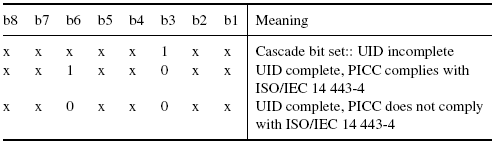 b8 b7 b6 b5 b4 b3 b2 b1 Meaning
x x x x x 1 x x Cascade bit set:: UID incomplete
x x 1 x x 0 x x UID complete, PICC complies with
ISO/IEC 14 443-4
x x 0 x x 0 x x UID complete, PICC does not comply
with ISO/IEC 14 443-4